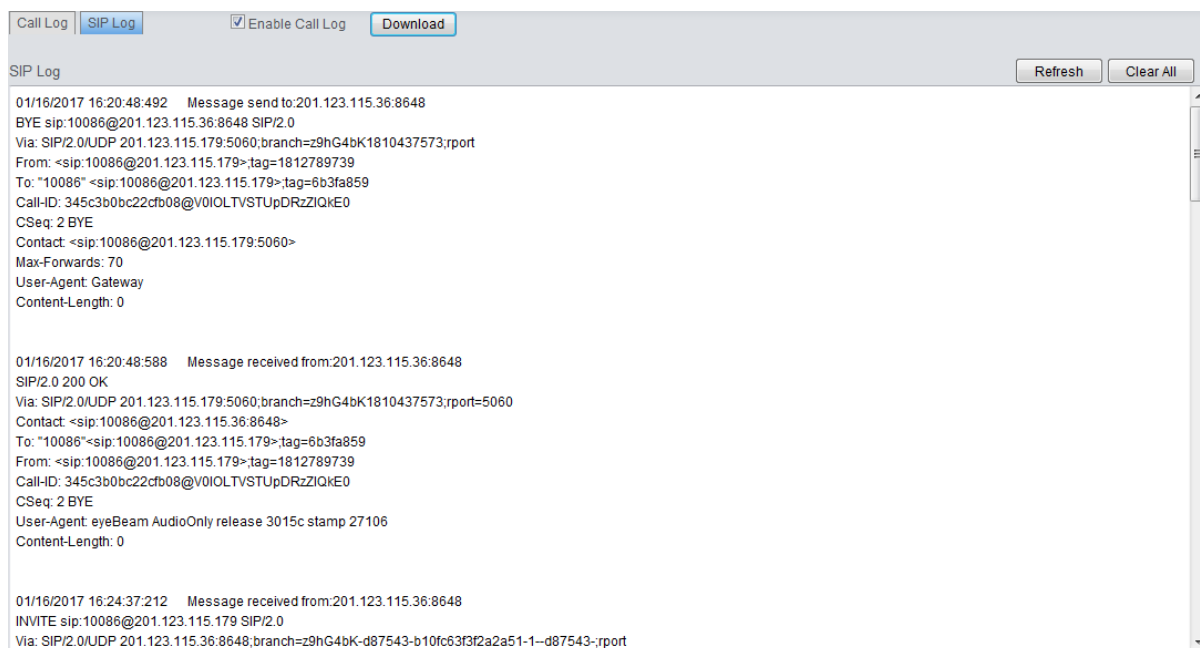 Call Log SIP Log Enable Call Log Download
SIP Log Refresh Clear All
01/16/2017 16:20:48:492 Message send to:201.123.115.36:8648
BYE sip:10086@201.123.115.36:8648 SIP/2.0
Via: SIP/2.0/UDP 201.123.115.179:5060;branch=z9hG4bK1810437573;rport
From: <sip:10086@201.123.115.179>;tag=1812789739
To: "10086" <sip:10086@201.123.115.179>;tag=6b3fa859
Call-ID: 345c3b0bc22cfb08@V0lOLTVSTUpDRzZIQkE0
CSeq: 2 BYE
Contact: <sip:10086@201.123.115.179:5060>
Max-Forwards: 70
User-Agent: Gateway
Content-Length: 0
01/16/2017 16:20:48:588 Message received from:201.123.115.36:8648
SIP/2.0 200 OK
Via: SIP/2.0/UDP 201.123.115.179:5060;branch=z9hG4bK1810437573;rport=5060
Contact: <sip:10086@201.123.115.36:8648>
To: "10086"<sip:10086@201.123.115.179>;tag=6b3fa859
From: <sip:10086@201.123.115.179>;tag=1812789739
Call-ID: 345c3b0bc22cfb08@V0lOLTVSTUpDRzZIQkE0
CSeq: 2 BYE
User-Agent: eyeBeam AudioOnly release 3015c stamp 27106
Content-Length: 0
01/16/2017 16:24:37:212 Message received from:201.123.115.36:8648
INVITE sip:10086@201.123.115.179 SIP/2.0
Via: SIP/2.0/UDP 201.123.115.36:8648;branch=z9hG4bK-d87543-b10fc63f3f2a2a51-1--d87543-;rport